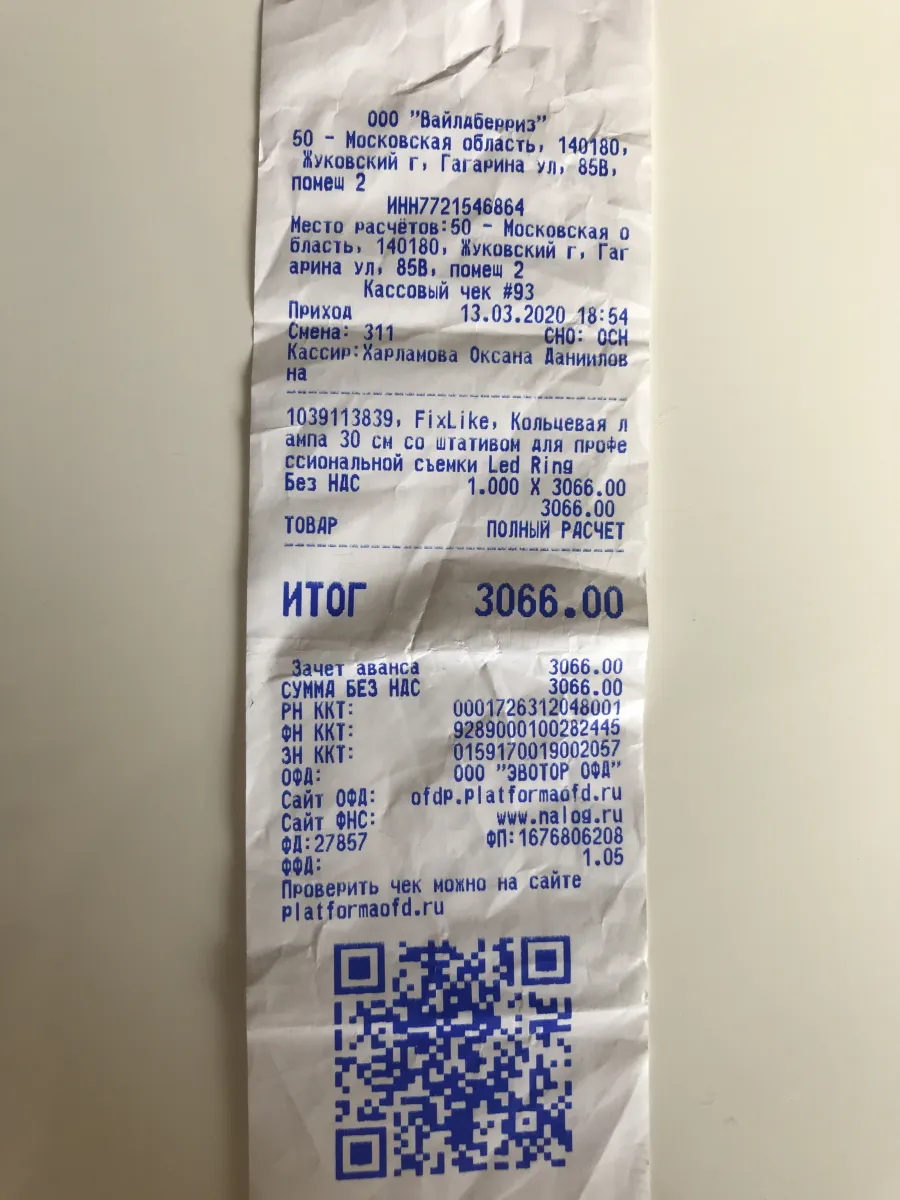 ООО "Вайлдберриз"
50 - Московская область, 140180,
Жуковский г, Гагарина ул, 85В,
помещ 2
ИНН7721546864
Место расчётов:50 - Московская о
бласть, 140180, Жуковский г, Гаг
арина ул, 85В, помещ 2
Кассовый чек #93
Приход 13.03.2020 18:54
Смена: 311 СНО: ОСН
Кассир:Харламова Оксана Даниилов
на
1039113839, FixLike, Кольцевая л
ампа 30 см со штативом для профе
ссиональной съемки Led Ring
Без НДС 1.000 X 3066.00
3066.00
ТОВАР ПОЛНЫЙ РАСЧЕТ
ИТОГ 3066.00
Зачет аванса 3066.00
СУММА БЕЗ НДС 3066.00
РН ККТ: 0001726312048001
ФН ККТ: 9289000100282445
ЗН ККТ: 0159170019002057
ОФД: ООО "ЭВОТОР ОФД"
Сайт ОФД: ofdp.platformaofd.ru
Сайт ФНС: www.nalog.ru
ФД:27857 ФП:1676806208
ФФД: 1.05
Проверить чек можно на сайте
platformaofd.ru